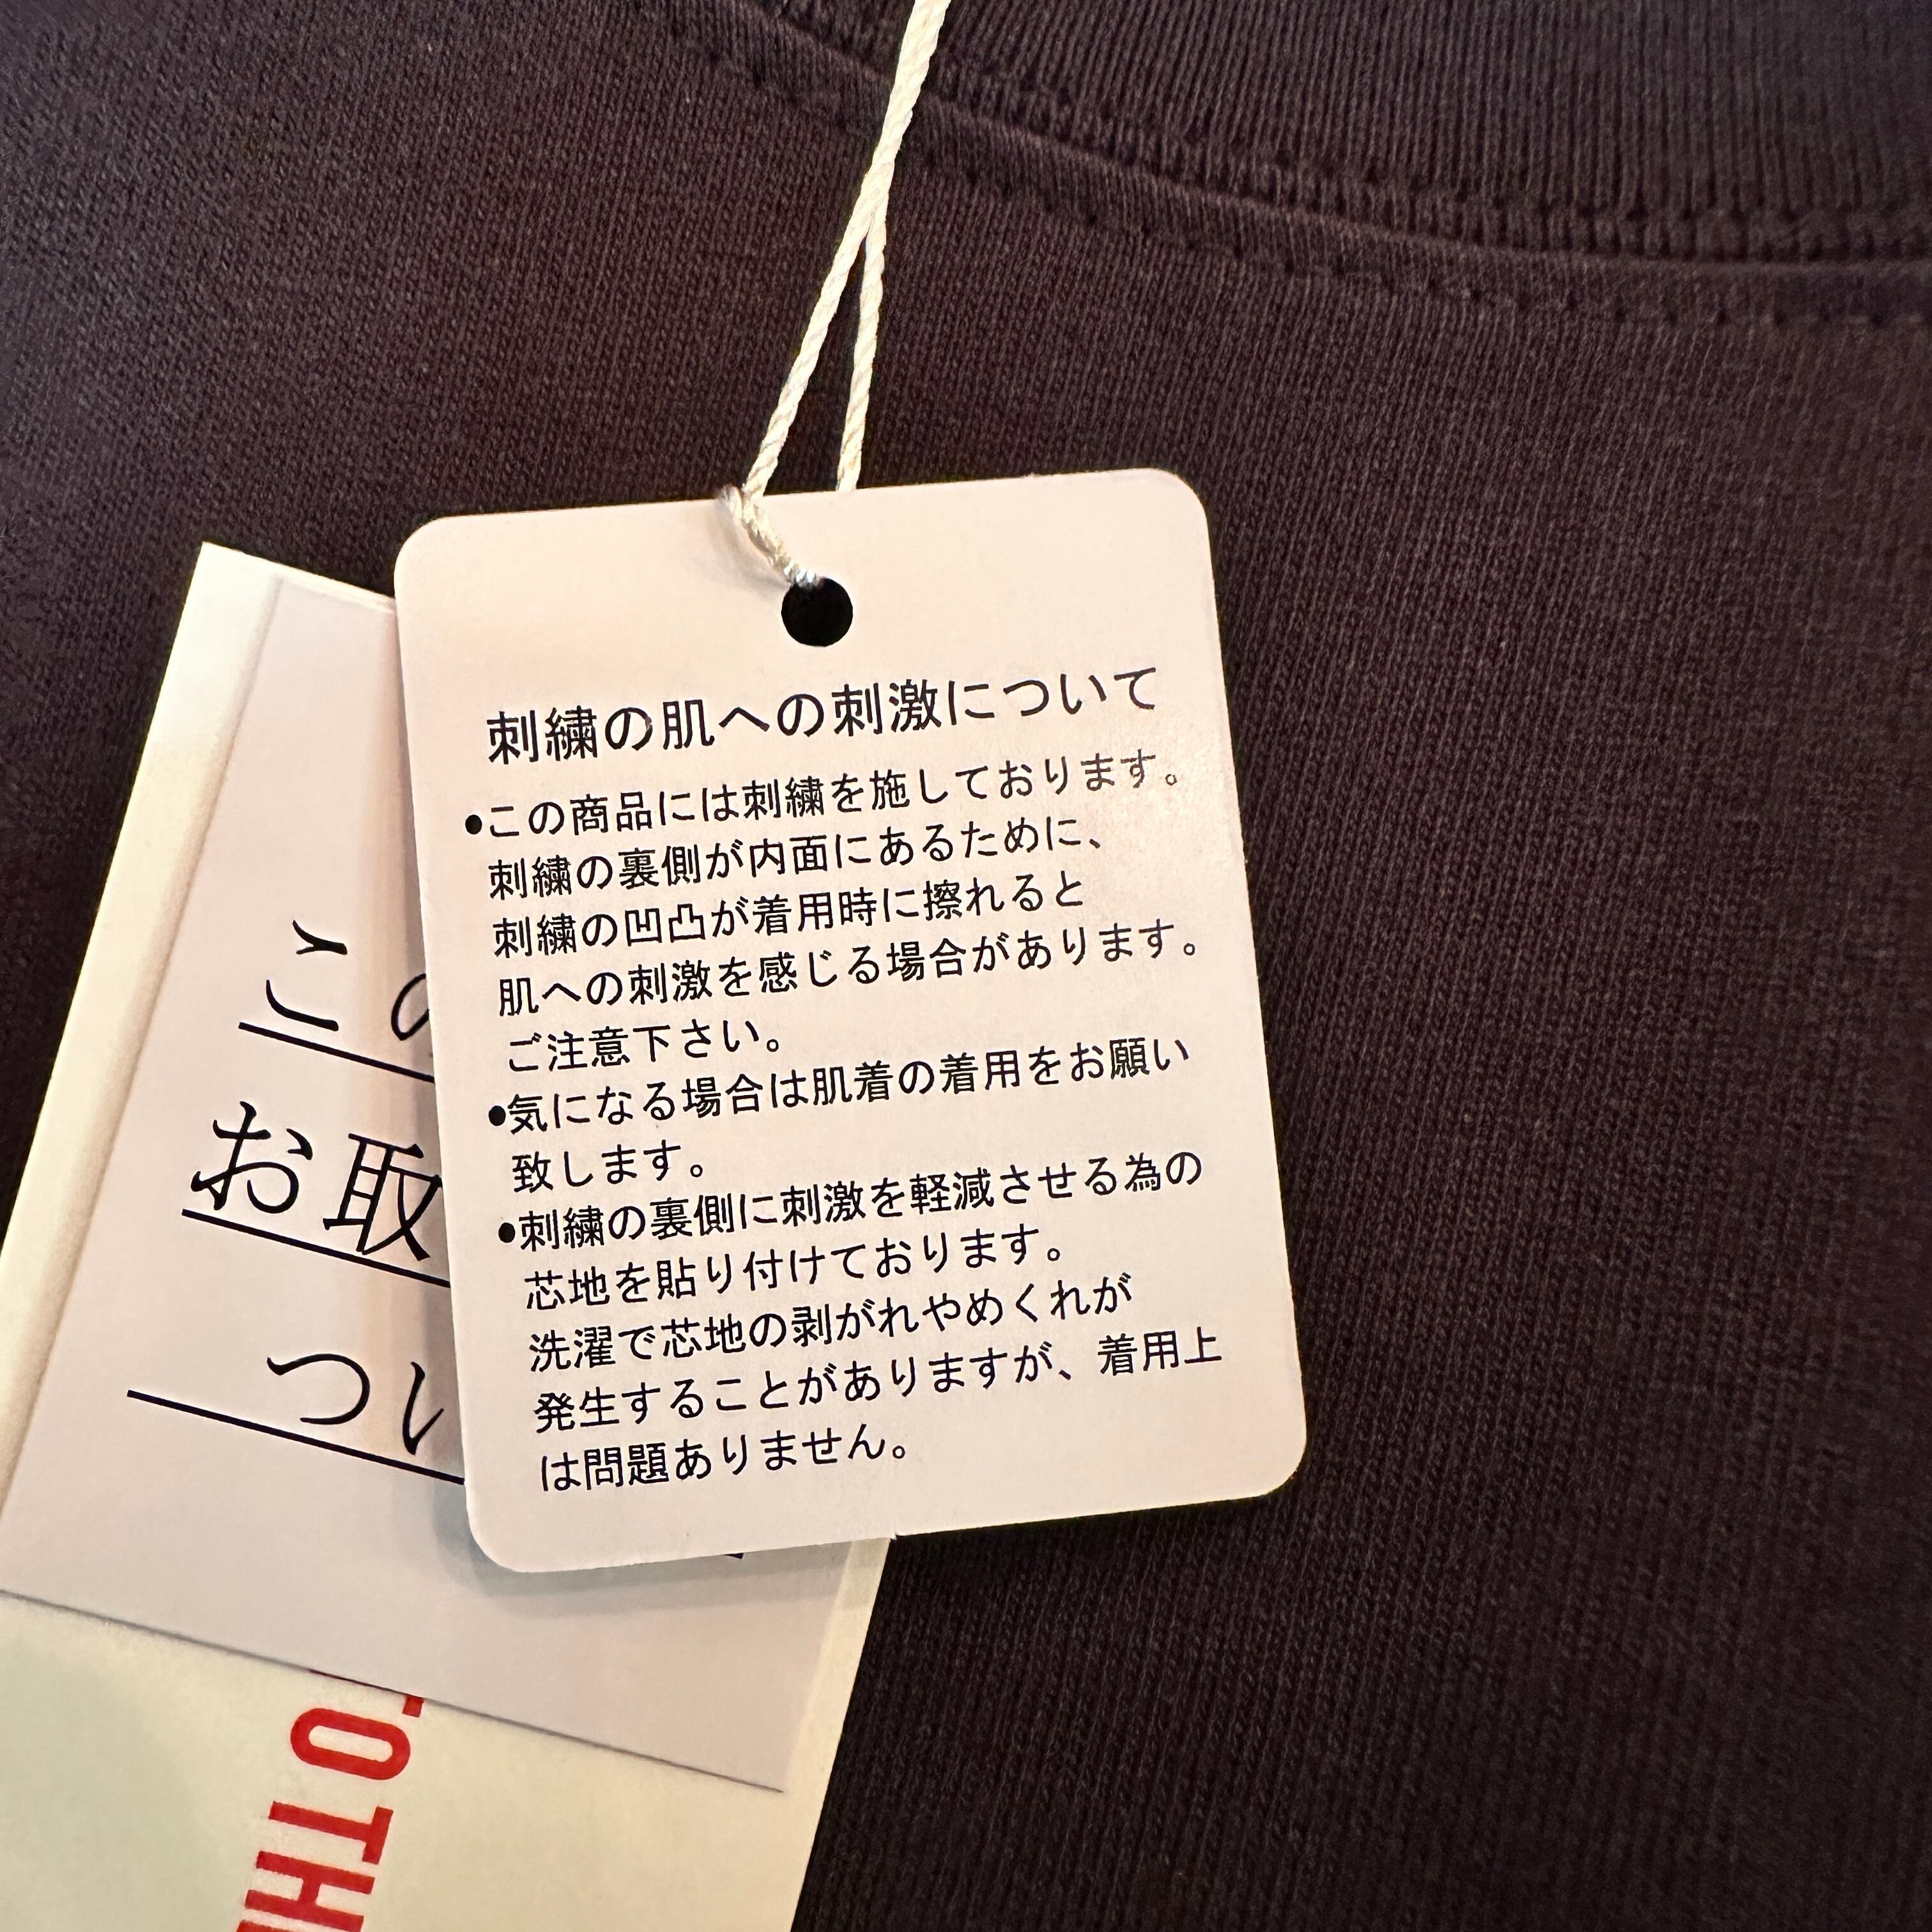 刺繍の肌への刺激について
•この商品には刺繍を施しております。
刺繍の裏側が内面にあるために、
刺繍の凹凸が着用時に擦れると
肌への刺激を感じる場合があります。
ご注意下さい。
•気になる場合は肌着の着用をお願い
致します。
•刺繍の裏側に刺激を軽減させる為の
芯地を貼り付けております。
洗濯で芯地の剥がれやめくれが
発生することがありますが、着用上
は問題ありません。
この
お取
つい
TO THE